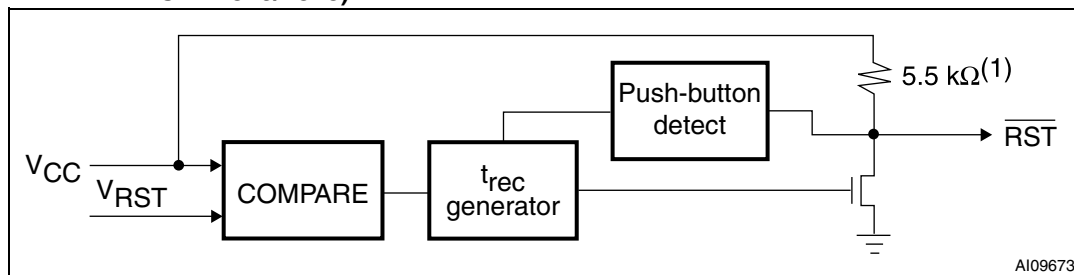 5.5 kΩ(1)
Push-button
detect
RST
VCC
VRST
COMPARE
trec
generator
AI09673